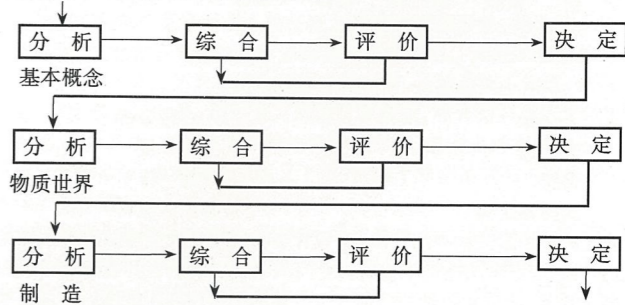 分析 综合 评价 决定
基本概念
分析 综合 评价 决定
物质世界
分析 综合 评价 决定
制造